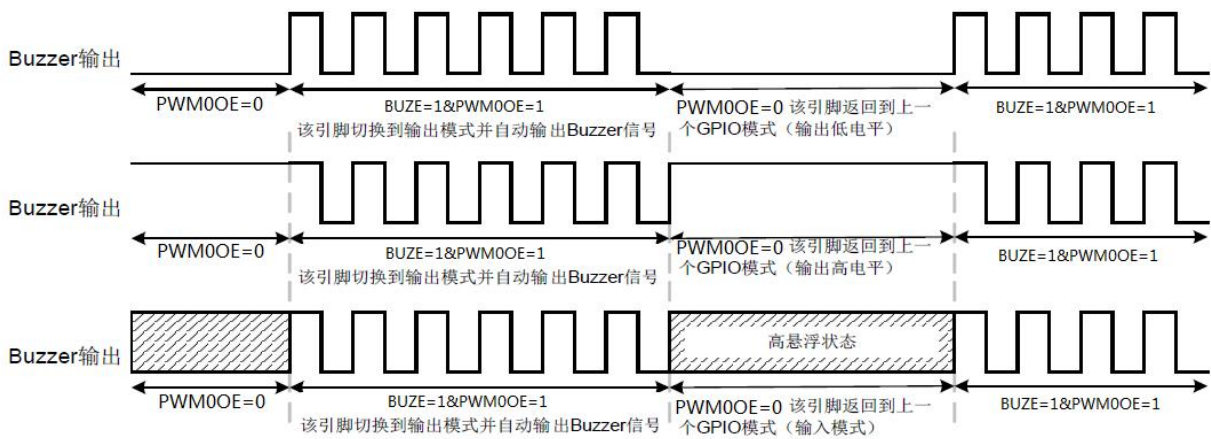 Buzzer输出
PWM0OE=0
BUZE=1&PWM0OE=1
该引脚切换到输出模式并自动输出Buzzer信号
PWM0OE=0 该引脚返回到上一
个GPIO模式（输出低电平）
BUZE=1&PWM0OE=1
Buzzer输出
PWM0OE=0
BUZE=1&PWM0OE=1
该引脚切换到输出模式并自动输出Buzzer信号
PWM0OE=0 该引脚返回到上一
个GPIO模式（输出高电平）
BUZE=1&PWM0OE=1
Buzzer输出
高悬浮状态
PWM0OE=0
BUZE=1&PWM0OE=1
该引脚切换到输出模式并自动输出Buzzer信号
PWM0OE=0 该引脚返回到上一
个GPIO模式（输入模式）
BUZE=1&PWM0OE=1